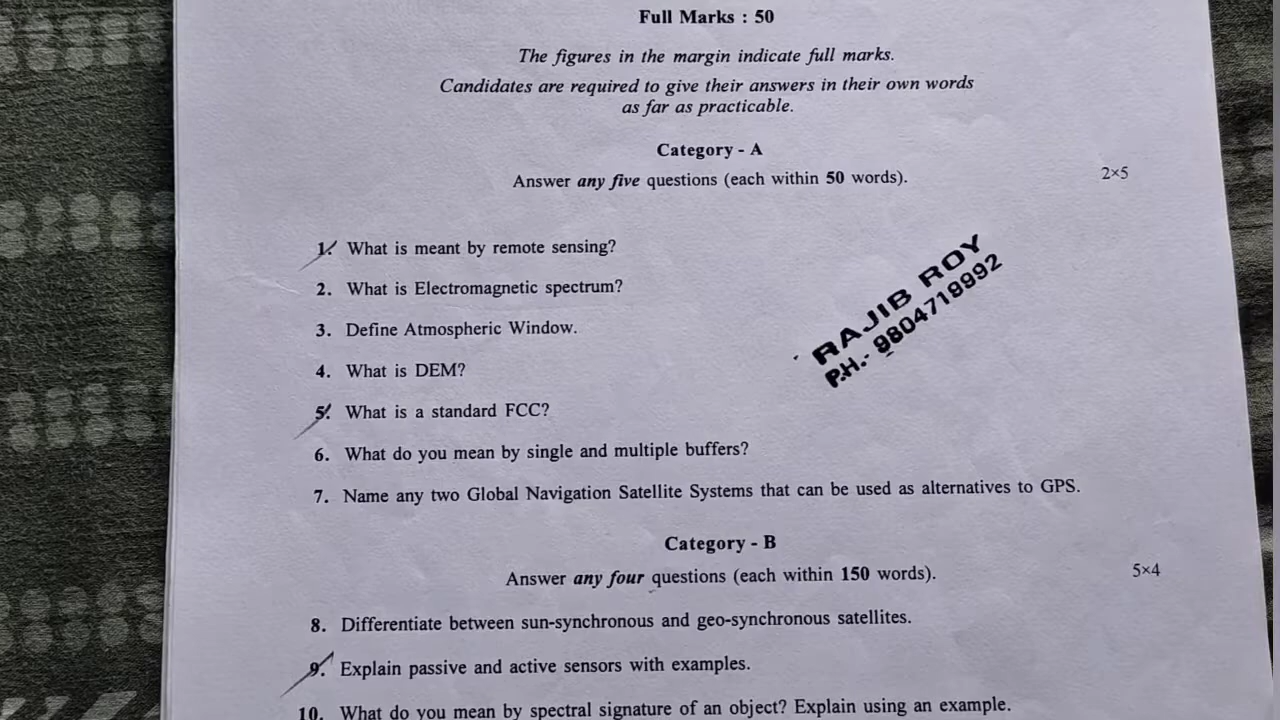 Full Marks : 50
The figures in the margin indicate full marks.
Candidates are required to give their answers in their own words
as far as practicable.
Category - A
Answer any five questions (each within 50 words). 2×5
1. What is meant by remote sensing?
2. What is Electromagnetic spectrum?
3. Define Atmospheric Window.
4. What is DEM?
5. What is a standard FCC?
6. What do you mean by single and multiple buffers?
7. Name any two Global Navigation Satellite Systems that can be used as alternatives to GPS.
RAJIB ROY
P.H.- 9804718992
Category - B
Answer any four questions (each within 150 words). 5×4
8. Differentiate between sun-synchronous and geo-synchronous satellites.
9. Explain passive and active sensors with examples.
10. What do you mean by spectral signature of an object? Explain using an example.